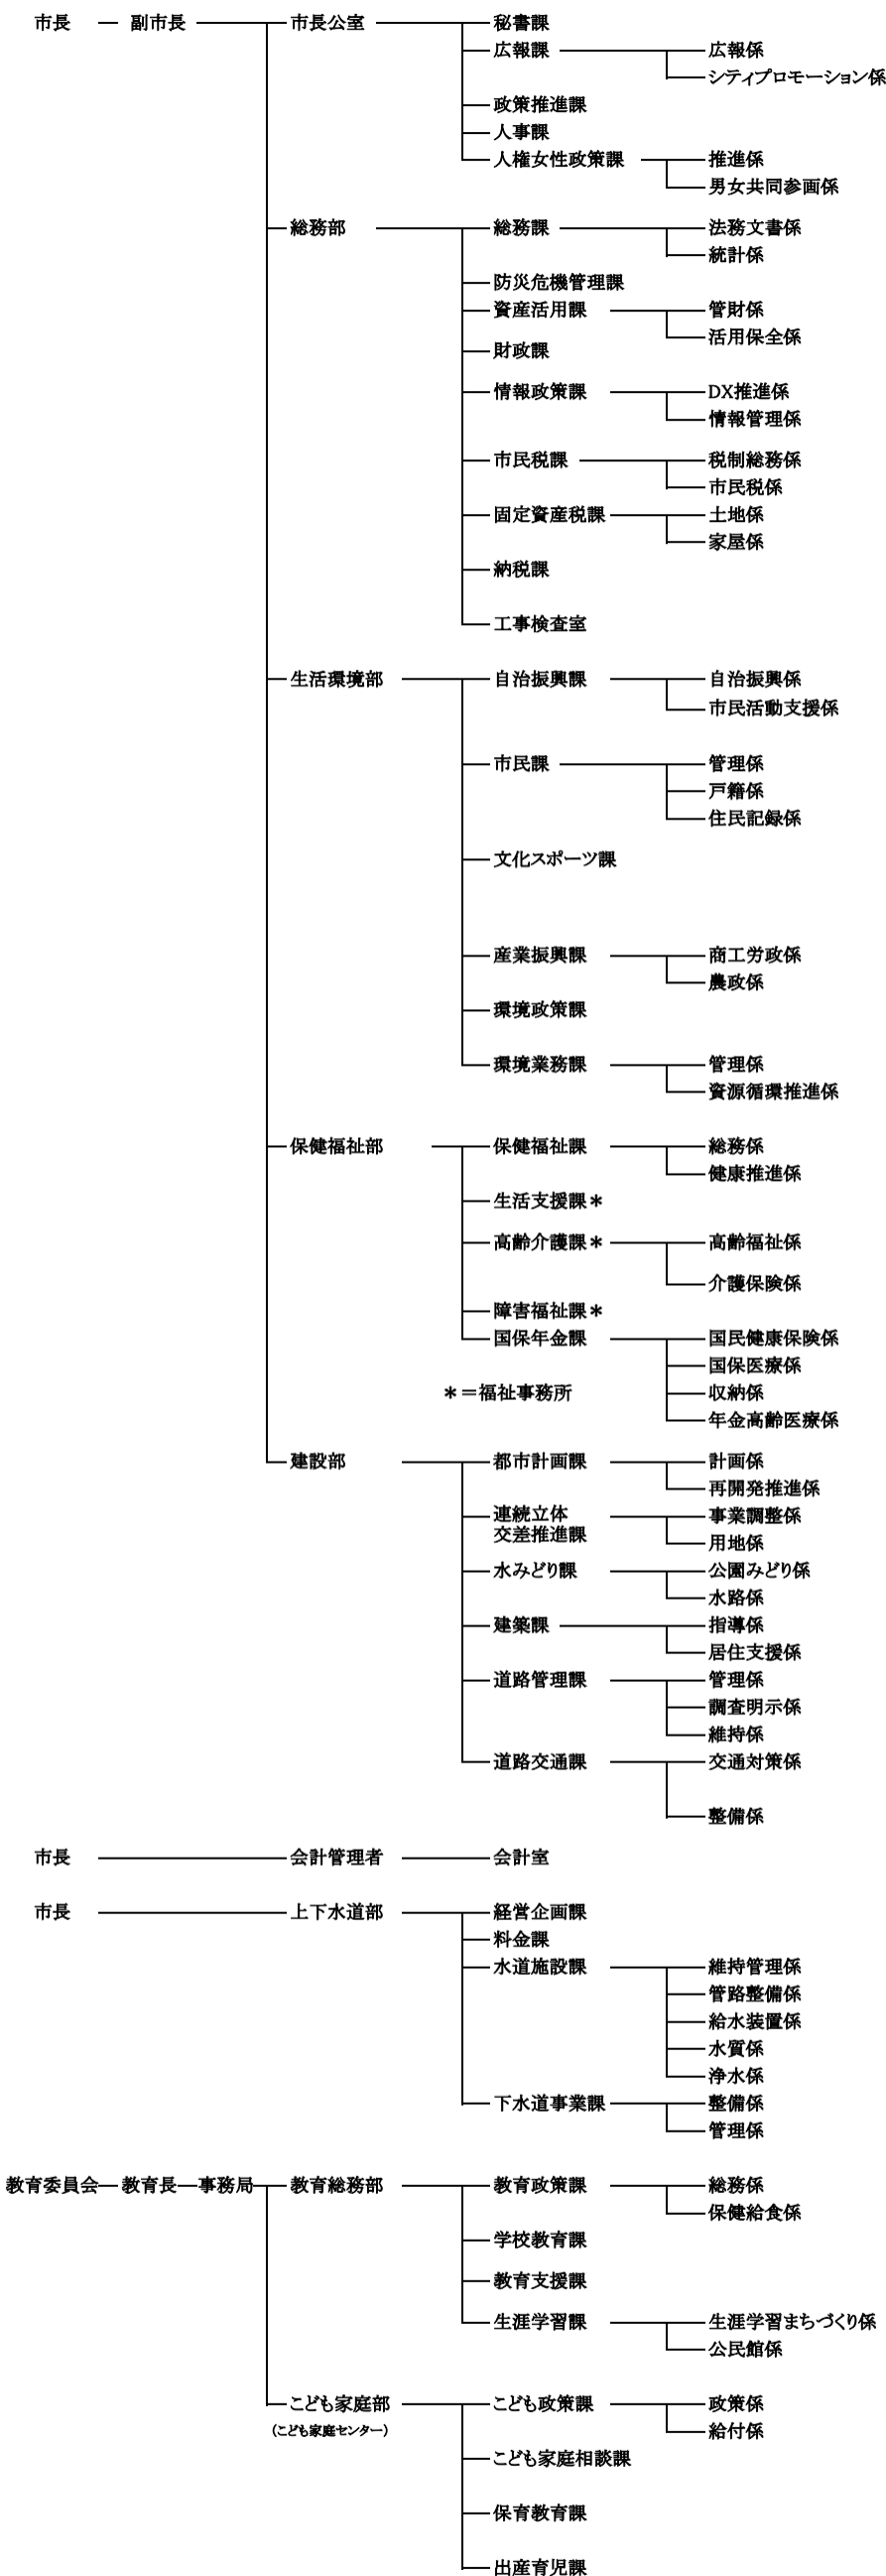 市長 副市長 市長公室 秘書課
広報課 広報係
シティプロモーション係
政策推進課
人事課
人権女性政策課 推進係
男女共同参画係
総務部 総務課 法務文書係
統計係
防災危機管理課
資産活用課 管財係
活用保全係
財政課
情報政策課 DX推進係
情報管理係
市民税課 税制総務係
市民税係
固定資産税課 土地係
家屋係
納税課
工事検査室
生活環境部 自治振興課 自治振興係
市民活動支援係
市民課 管理係
戸籍係
住民記録係
文化スポーツ課
産業振興課 商工労政係
農政係
環境政策課
環境業務課 管理係
資源循環推進係
保健福祉部 保健福祉課 総務係
健康推進係
生活支援課＊
高齢介護課＊ 高齢福祉係
介護保険係
障害福祉課＊
国保年金課 国民健康保険係
国保医療係
＊＝福祉事務所 収納係
年金高齢医療係
建設部 都市計画課 計画係
再開発推進係
連続立体 事業調整係
交差推進課 用地係
水みどり課 公園みどり係
水路係
建築課 指導係
居住支援係
道路管理課 管理係
調査明示係
維持係
道路交通課 交通対策係
整備係
市長 会計管理者 会計室
市長 上下水道部 経営企画課
料金課
水道施設課 維持管理係
管路整備係
給水装置係
水質係
浄水係
下水道事業課 整備係
管理係
教育委員会 教育長 事務局 教育総務部 教育政策課 総務係
保健給食係
学校教育課
教育支援課
生涯学習課 生涯学習まちづくり係
公民館係
こども家庭部 こども政策課 政策係
（こども家庭センター） 給付係
こども家庭相談課
保育教育課
出産育児課